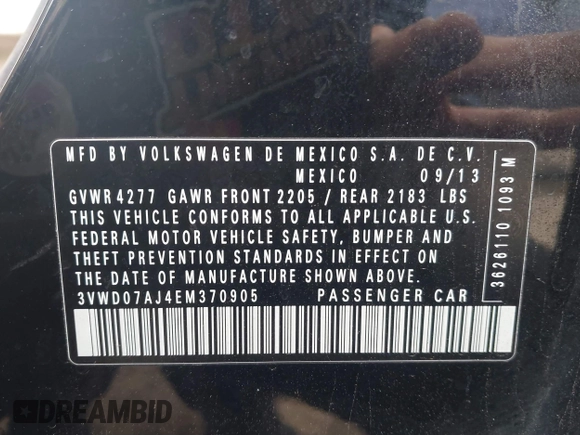 MFD BY VOLKSWAGEN DE MEXICO S.A. DE C.V.
MEXICO 09/13
GVWR 4277 GAWR FRONT 2205 / REAR 2183 LBS
THIS VEHICLE CONFORMS TO ALL APPLICABLE U.S.
FEDERAL MOTOR VEHICLE SAFETY, BUMPER AND
THEFT PREVENTION STANDARDS IN EFFECT ON
THE DATE OF MANUFACTURE SHOWN ABOVE.
3VWD07AJ4EM370905 PASSENGER CAR
3626110 1093 M
DREAMBID